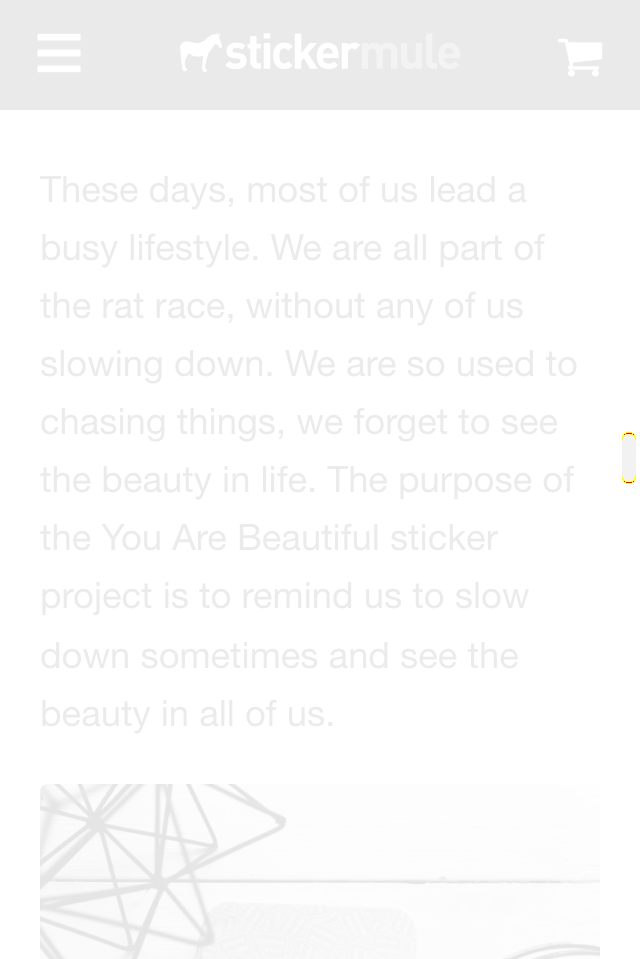 stickermule
These days, most of us lead a
busy lifestyle. We are all part of
the rat race, without any of us
slowing down. We are so used to
chasing things, we forget to see
the beauty in life. The purpose of
the You Are Beautiful sticker
project is to remind us to slow
down sometimes and see the
beauty in all of us.